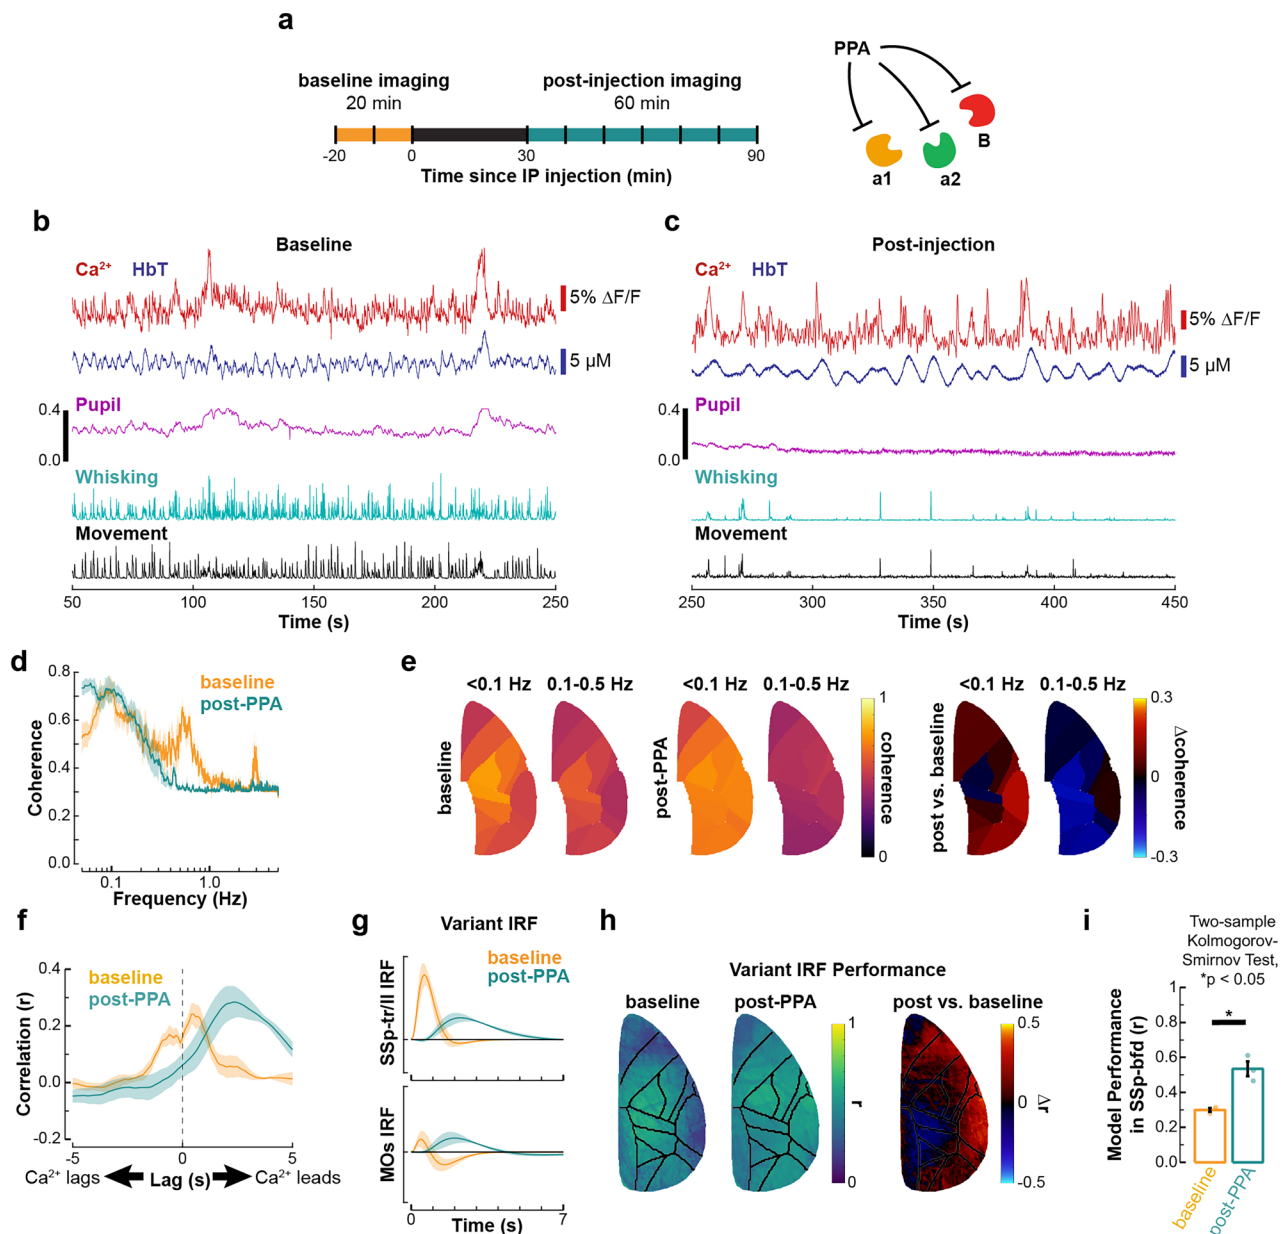 a
baseline imaging
20 min
post-injection imaging
60 min
-20
0
30
90
Time since IP injection (min)
PPA
a1
a2
B
b
Baseline
Ca²⁺
HbT
5% ΔF/F
5 μM
0.4
0.0
Pupil
Whisking
Movement
50
100
150
200
250
Time (s)
c
Post-injection
Ca²⁺
HbT
5% ΔF/F
5 μM
0.4
0.0
Pupil
Whisking
Movement
250
300
350
400
450
Time (s)
d
baseline
post-PPA
Coherence
0.8
0.6
0.4
0.2
0.0
0.1
1.0
Frequency (Hz)
e
<0.1 Hz
0.1-0.5 Hz
baseline
<0.1 Hz
0.1-0.5 Hz
post-PPA
1
coherence
0
<0.1 Hz
0.1-0.5 Hz
post vs. baseline
0.3
0
-0.3
Δcoherence
f
baseline
post-PPA
Correlation (r)
0.4
0.2
0.0
-0.2
-5
0
5
Ca²⁺ lags
Lag (s)
Ca²⁺ leads
g
Variant IRF
baseline
post-PPA
SSp-tr/ll IRF
MOs IRF
0
7
Time (s)
h
Variant IRF Performance
baseline
post-PPA
post vs. baseline
1
r
0
0.5
0
-0.5
Δr
i
Two-sample
Kolmogorov-
Smirnov Test,
*p < 0.05
*
Model Performance
in SSp-bfd (r)
1
0.8
0.6
0.4
0.2
0.0
baseline
post-PPA